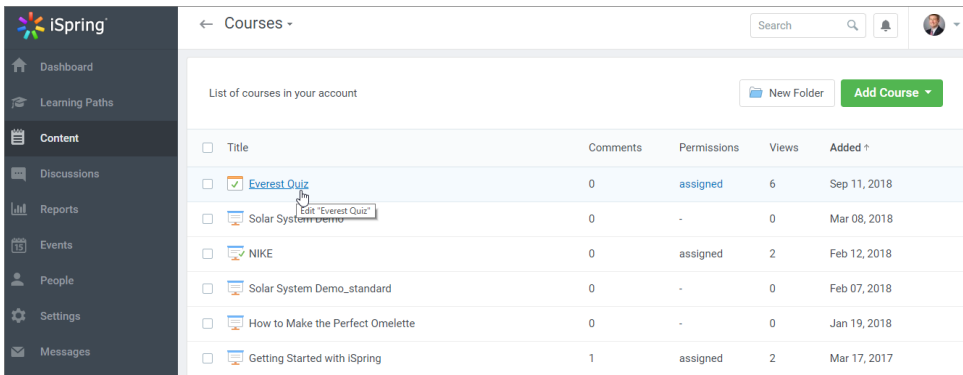 iSpring
← Courses
Search
Dashboard
Learning Paths
Content
Discussions
Reports
15 Events
People
Settings
Messages
List of courses in your account
New Folder
Add Course
Title Comments Permissions Views Added ↑
Everest Quiz 0 assigned 6 Sep 11, 2018
Edit "Everest Quiz"
Solar System Demo 0 - 0 Mar 08, 2018
NIKE 0 assigned 2 Feb 12, 2018
Solar System Demo_standard 0 - 0 Feb 07, 2018
How to Make the Perfect Omelette 0 - 0 Jan 19, 2018
Getting Started with iSpring 1 assigned 2 Mar 17, 2017